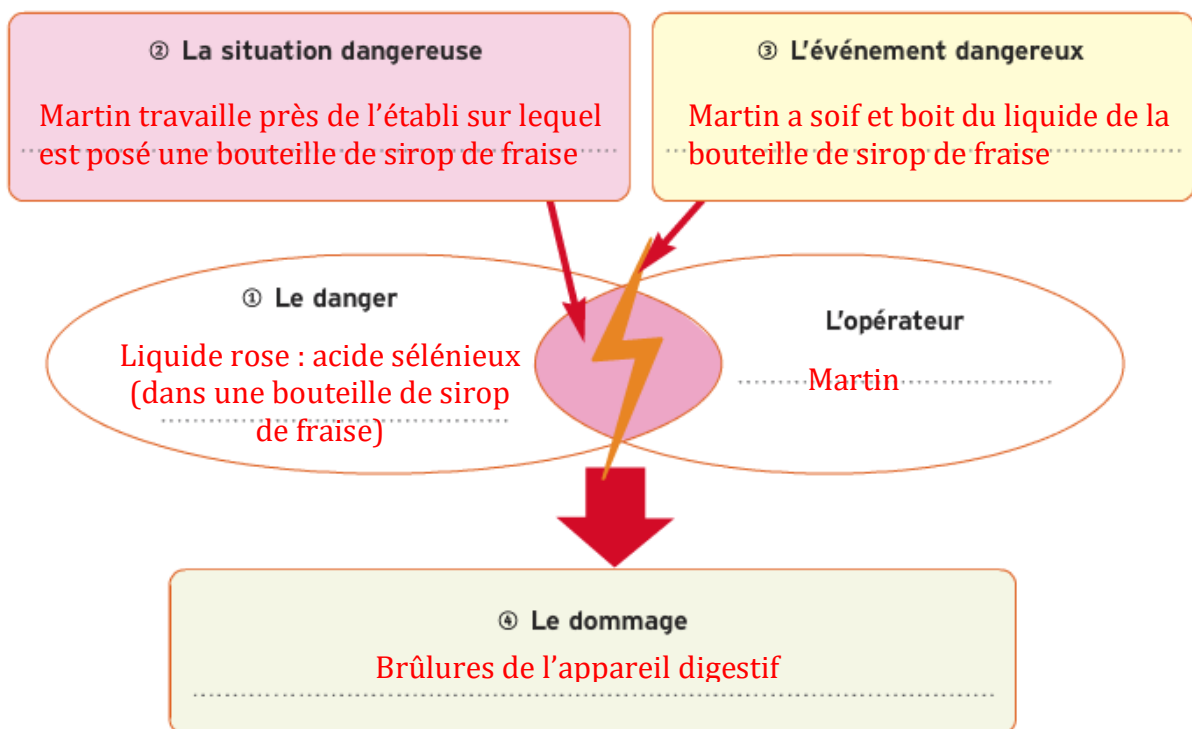 ② La situation dangereuse
Martin travaille près de l’établi sur lequel
est posé une bouteille de sirop de fraise
③ L’événement dangereux
Martin a soif et boit du liquide de la
bouteille de sirop de fraise
① Le danger
Liquide rose : acide sélénieux
(dans une bouteille de sirop
de fraise)
L’opérateur
Martin
④ Le dommage
Brûlures de l’appareil digestif